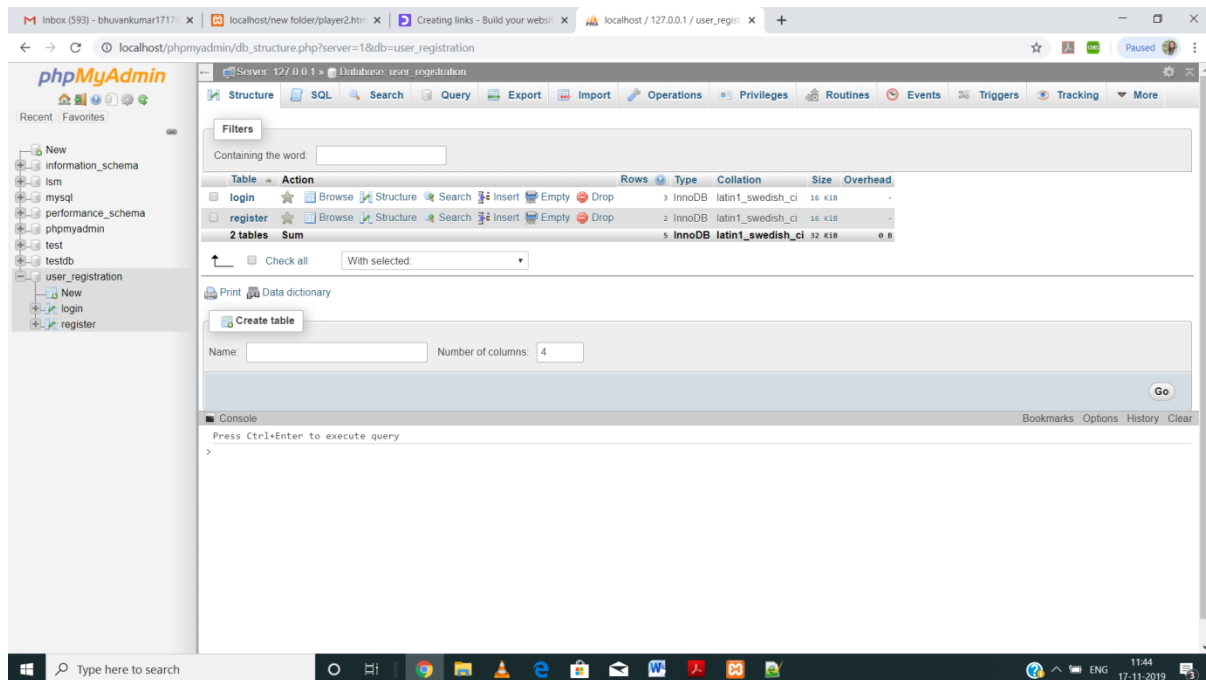 Inbox (593) - bhuvankumar1717 localhost/new folder/player2.htm Creating links - Build your websit localhost / 127.0.0.1 / user_regist
localhost/phpmyadmin/db_structure.php?server=1&db=user_registration Paused
phpMyAdmin
Recent Favorites
New
information_schema
lsm
mysql
performance_schema
phpmyadmin
test
testdb
user_registration
New
login
register
Server: 127.0.0.1 » Database: user_registration
Structure SQL Search Query Export Import Operations Privileges Routines Events Triggers Tracking More
Filters
Containing the word:
Table Action Rows Type Collation Size Overhead
login Browse Structure Search Insert Empty Drop 3 InnoDB latin1_swedish_ci 16 KiB -
register Browse Structure Search Insert Empty Drop 2 InnoDB latin1_swedish_ci 16 KiB -
2 tables Sum 5 InnoDB latin1_swedish_ci 32 KiB 0 B
Check all With selected:
Print Data dictionary
Create table
Name: Number of columns: 4
Go
Console Bookmarks Options History Clear
Press Ctrl+Enter to execute query
>
Type here to search ENG 11:44
17-11-2019